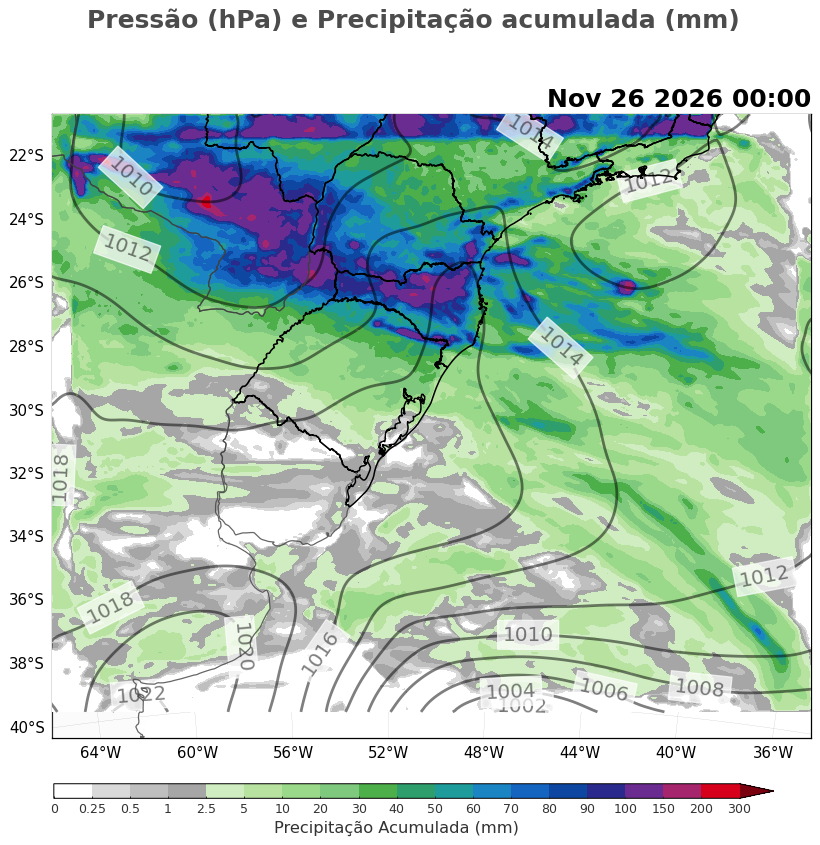 Pressão (hPa) e Precipitação acumulada (mm)
Nov 26 2026 00:00
1014
22°S
1010
1012
24°S
1012
26°S
28°S
1014
30°S
32°S
1018
34°S
1012
36°S
1018
1010
1020
1016
38°S
1022
1004
1006
1008
1002
40°S
64°W 60°W 56°W 52°W 48°W 44°W 40°W 36°W
0 0.25 0.5 1 2.5 5 10 20 30 40 50 60 70 80 90 100 150 200 300
Precipitação Acumulada (mm)